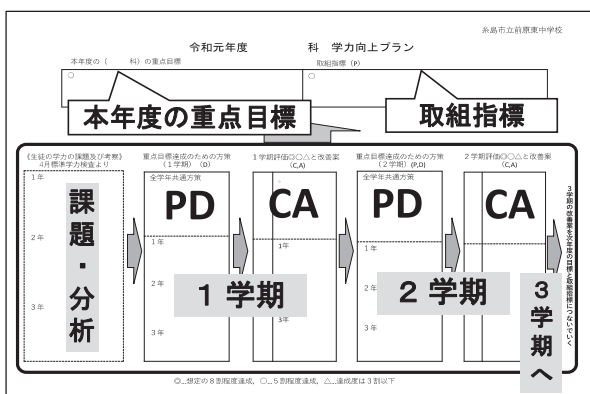 糸島市立前原東中学校
令和元年度 科 学力向上プラン
本年度の（ 科）の重点目標
取組指標（P）
○
○
本年度の重点目標
取組指標
《生徒の学力の課題及び考察》
4月標準学力検査より
1年
2年
3年
課題・分析
重点目標達成のための方策
（1学期）（D）
全学年共通方策
PD
1年
2年
3年
1学期評価◎○△と改善案
（C,A）
CA
1年
3年
1学期
重点目標達成のための方策
（2学期）（P,D）
全学年共通方策
PD
1年
2年
3年
2学期評価◎○△と改善案
（C,A）
CA
2学期
3学期へ
3学期の改善案を次年度の目標と取組指標につないでいく
◎…想定の8割程度達成，○…5割程度達成，△…達成度は3割以下